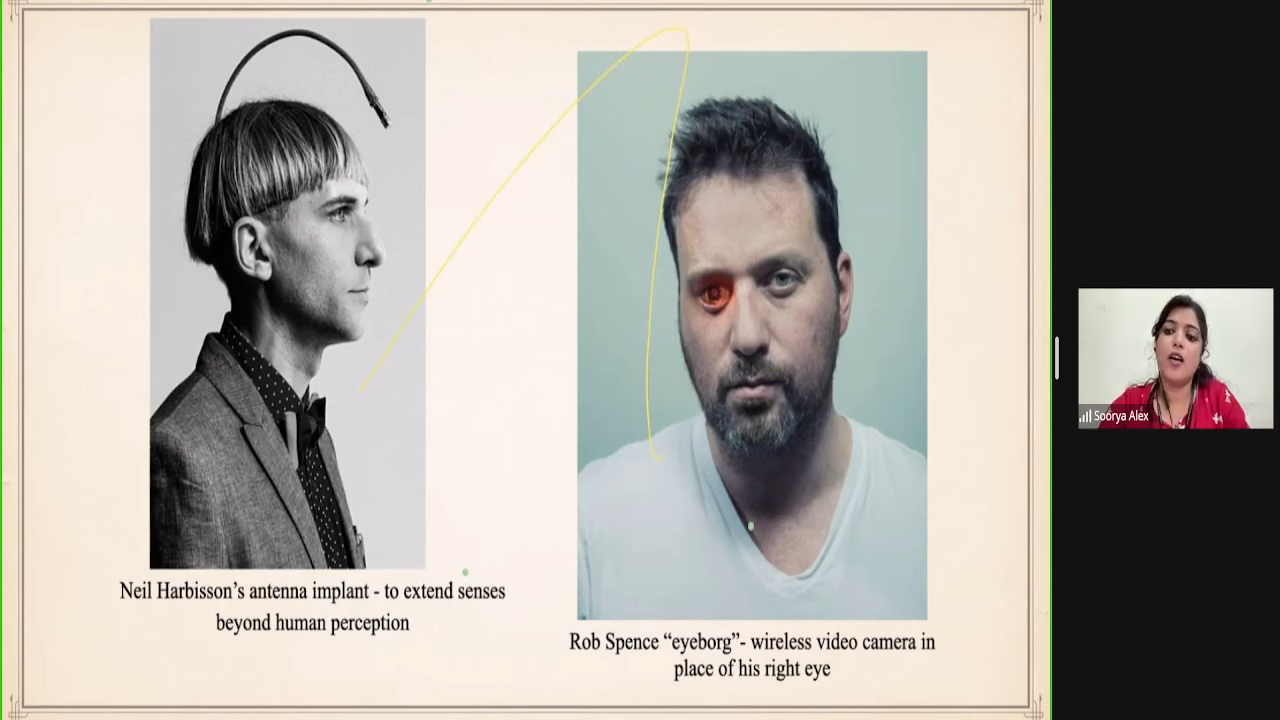 Neil Harbisson’s antenna implant - to extend senses
beyond human perception
Rob Spence “eyeborg”- wireless video camera in
place of his right eye
Soorya Alex